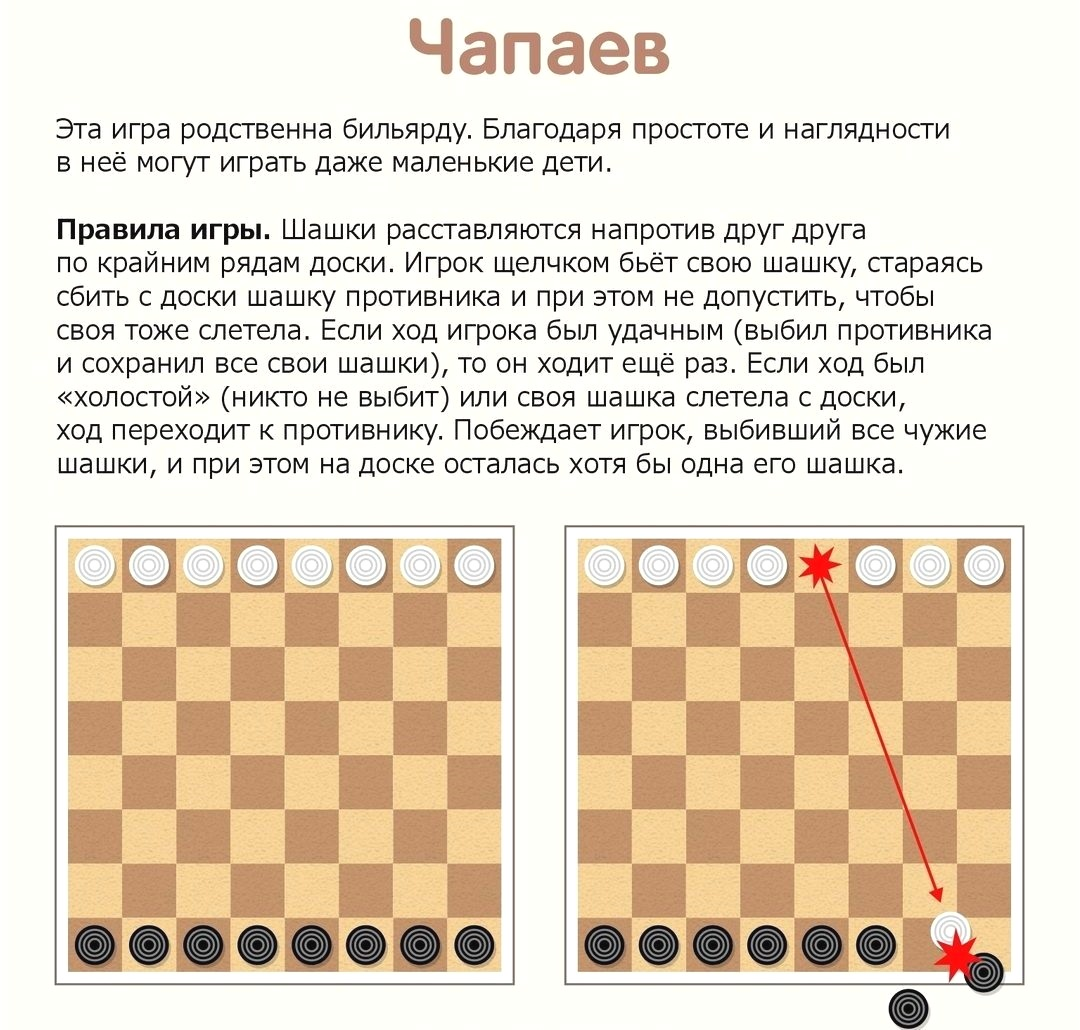 Чапаев
Эта игра родственна бильярду. Благодаря простоте и наглядности
в неё могут играть даже маленькие дети.
Правила игры. Шашки расставляются напротив друг друга
по крайним рядам доски. Игрок щелчком бьёт свою шашку, стараясь
сбить с доски шашку противника и при этом не допустить, чтобы
своя тоже слетела. Если ход игрока был удачным (выбил противника
и сохранил все свои шашки), то он ходит ещё раз. Если ход был
«холостой» (никто не выбит) или своя шашка слетела с доски,
ход переходит к противнику. Побеждает игрок, выбивший все чужие
шашки, и при этом на доске осталась хотя бы одна его шашка.